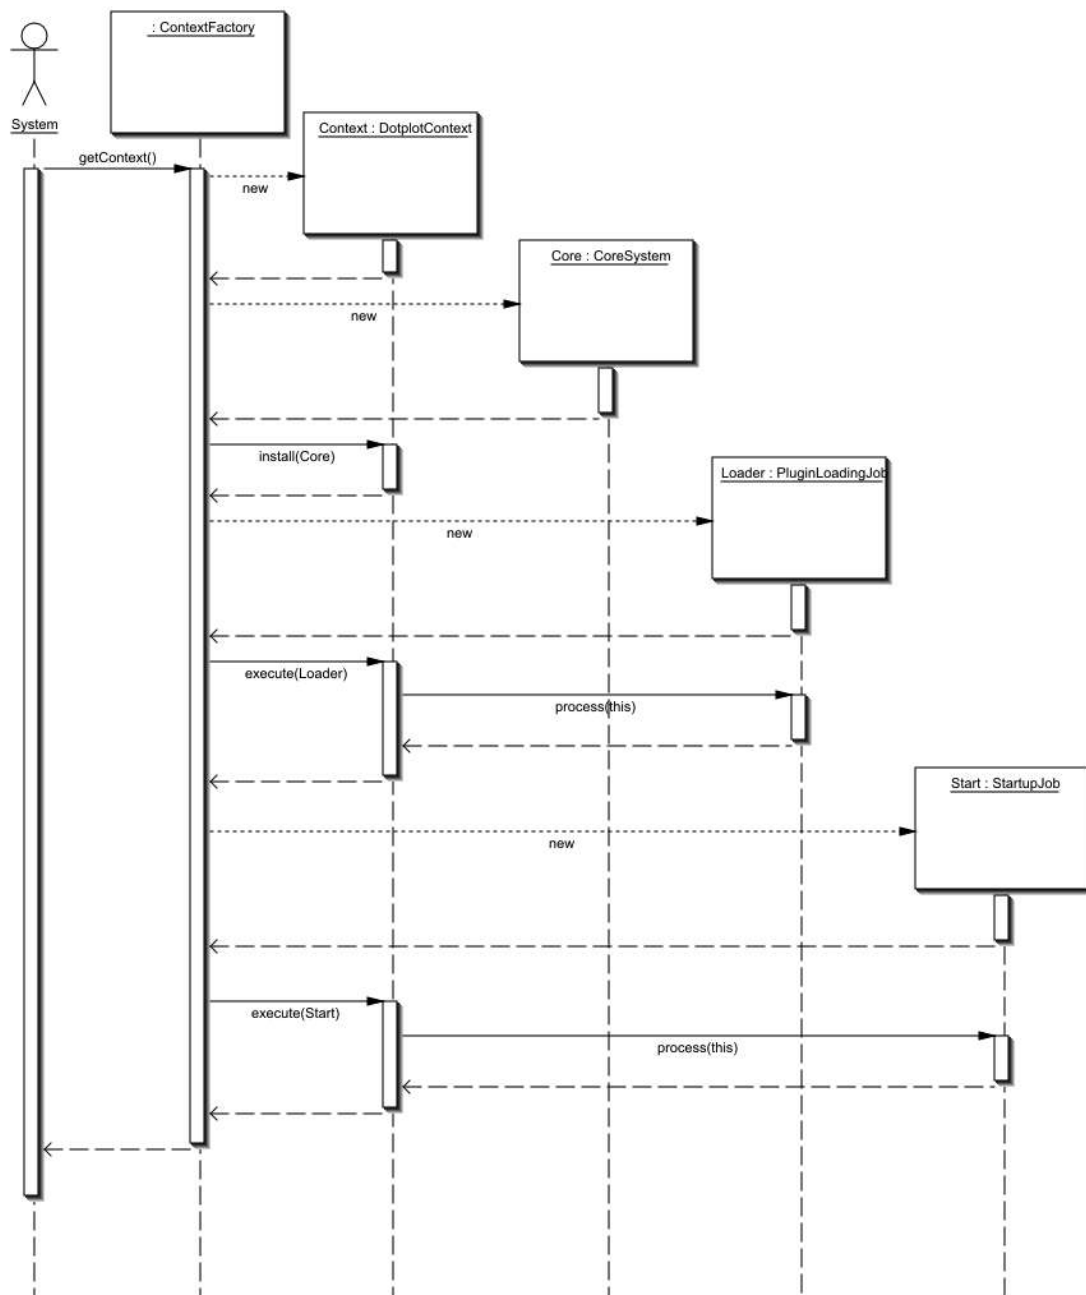 : ContextFactory
System
Context : DotplotContext
getContext()
new
Core : CoreSystem
new
install(Core)
Loader : PluginLoadingJob
new
execute(Loader)
process(this)
Start : StartupJob
new
execute(Start)
process(this)